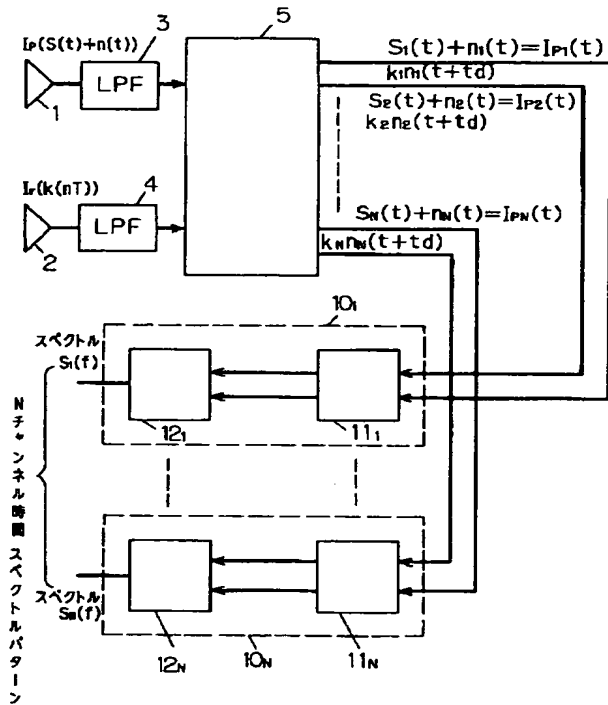 3
5
Ip(S(t)+n(t))
LPF
1
S₁(t)+n₁(t)=Ip₁(t)
k₁n₁(t+td)
S₂(t)+n₂(t)=Ip₂(t)
k₂n₂(t+td)
4
Ir(k(nT))
LPF
2
SN(t)+nN(t)=IPN(t)
kNnN(t+td)
10₁
スペクトル
S₁(f)
12₁
11₁
Nチャンネル時間スペクトルパターン
スペクトル
Sn(f)
12N
10N
11N